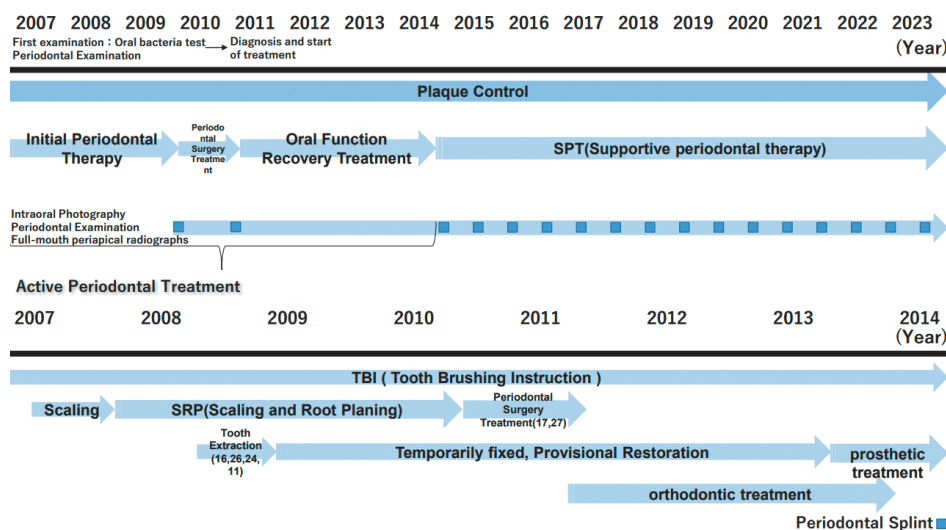 2007 2008 2009 2010 2011 2012 2013 2014 2015 2016 2017 2018 2019 2020 2021 2022 2023
(Year)
First examination：Oral bacteria test
Periodontal Examination
Diagnosis and start
of treatment
Plaque Control
Initial Periodontal
Therapy
Periodo
ntal
Surgery
Treatme
nt
Oral Function
Recovery Treatment
SPT(Supportive periodontal therapy)
Intraoral Photography
Periodontal Examination
Full-mouth periapical radiographs
Active Periodontal Treatment
2007 2008 2009 2010 2011 2012 2013 2014
(Year)
TBI ( Tooth Brushing Instruction )
Scaling
SRP(Scaling and Root Planing)
Periodontal
Surgery
Treatment(17,27)
Tooth
Extraction
(16,26,24,
11)
Temporarily fixed, Provisional Restoration
prosthetic
treatment
orthodontic treatment
Periodontal Splint